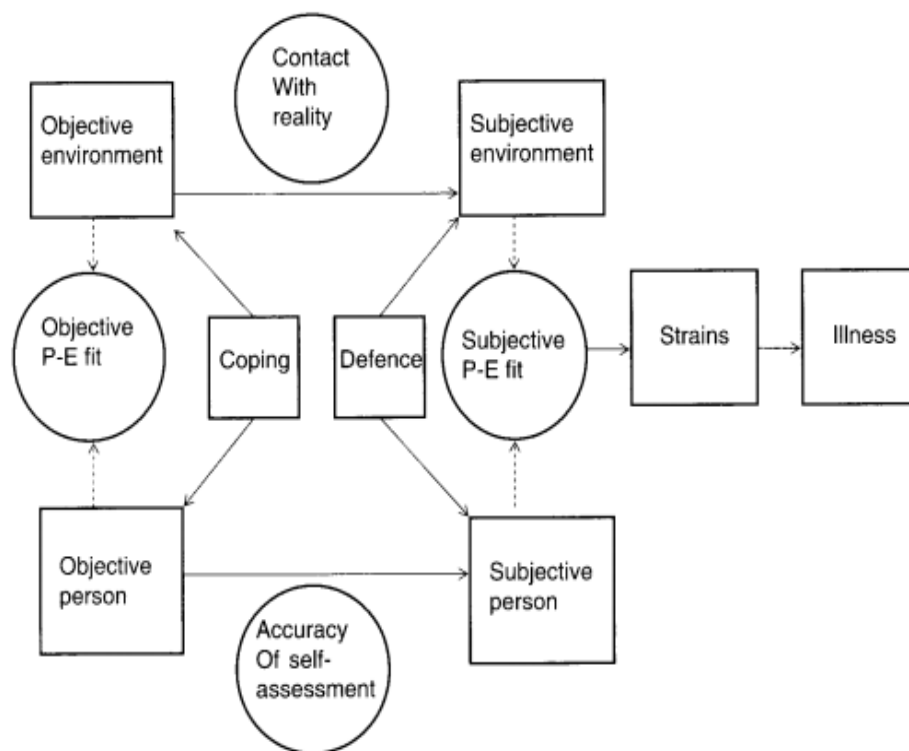 Contact
With
reality
Objective
environment
Subjective
environment
Objective
P-E fit
Coping
Defence
Subjective
P-E fit
Strains
Illness
Objective
person
Subjective
person
Accuracy
Of self-
assessment